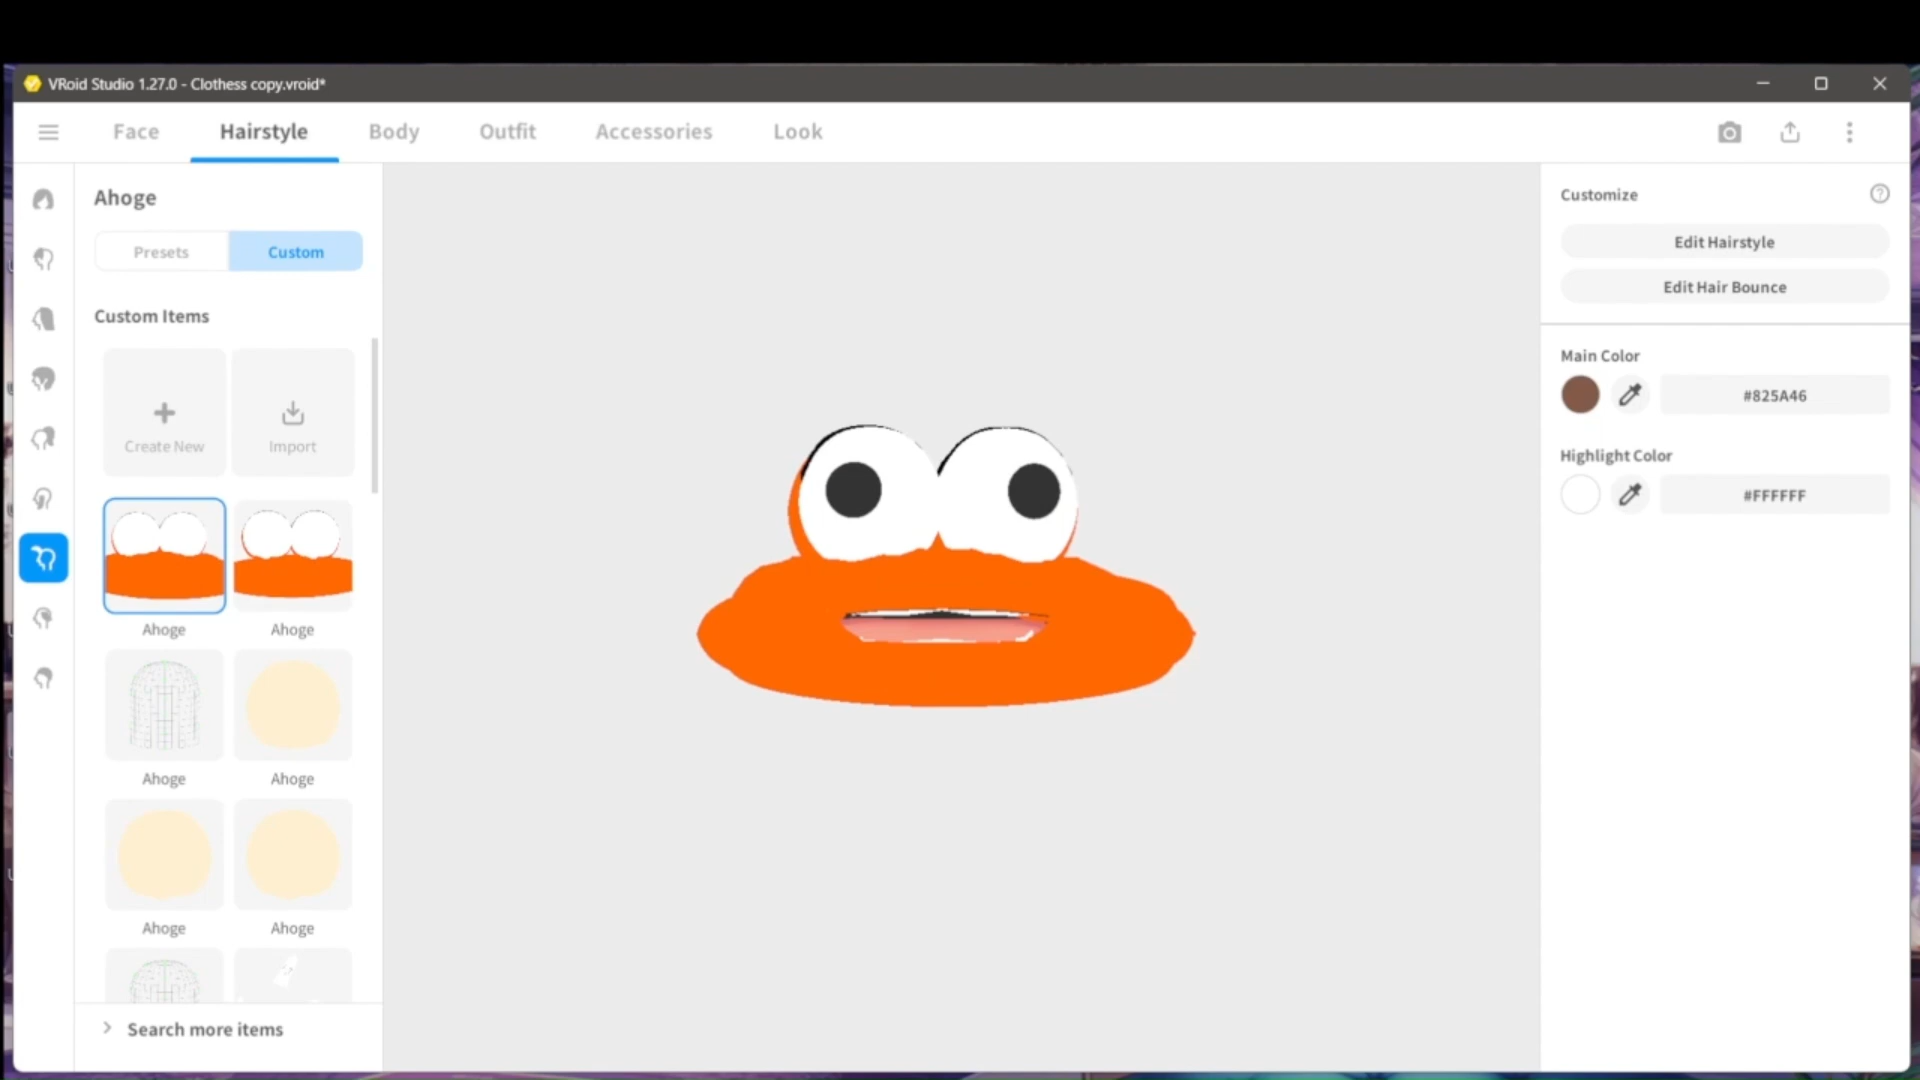 VRoid Studio 1.27.0 - Clothess copy.vroid*
Face
Hairstyle
Body
Outfit
Accessories
Look
Ahoge
Presets
Custom
Custom Items
Create New
Import
Ahoge
Ahoge
Ahoge
Ahoge
Ahoge
Ahoge
Search more items
Customize
Edit Hairstyle
Edit Hair Bounce
Main Color
#825A46
Highlight Color
#FFFFFF